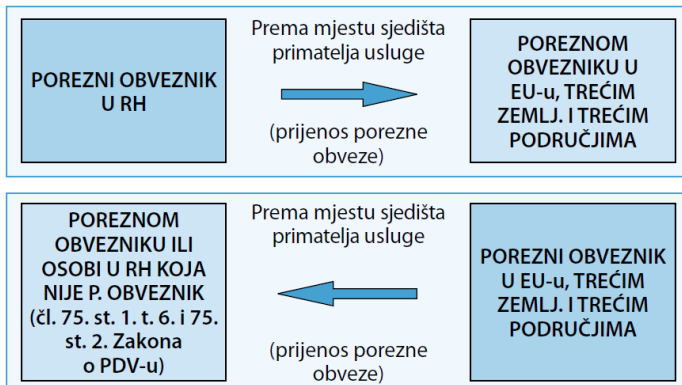 POREZNI OBVEZNIK
U RH
Prema mjestu sjedišta
primatelja usluge
(prijenos porezne
obveze)
POREZNOM
OBVEZNIKU U
EU-u, TREĆIM
ZEMLJ. I TREĆIM
PODRUČJIMA
POREZNOM
OBVEZNIKU ILI
OSOBI U RH KOJA
NIJE P. OBVEZNIK
(čl. 75. st. 1. t. 6. i 75.
st. 2. Zakona
o PDV-u)
Prema mjestu sjedišta
primatelja usluge
(prijenos porezne
obveze)
POREZNI OBVEZNIK
U EU-u, TREĆIM
ZEMLJ. I TREĆIM
PODRUČJIMA